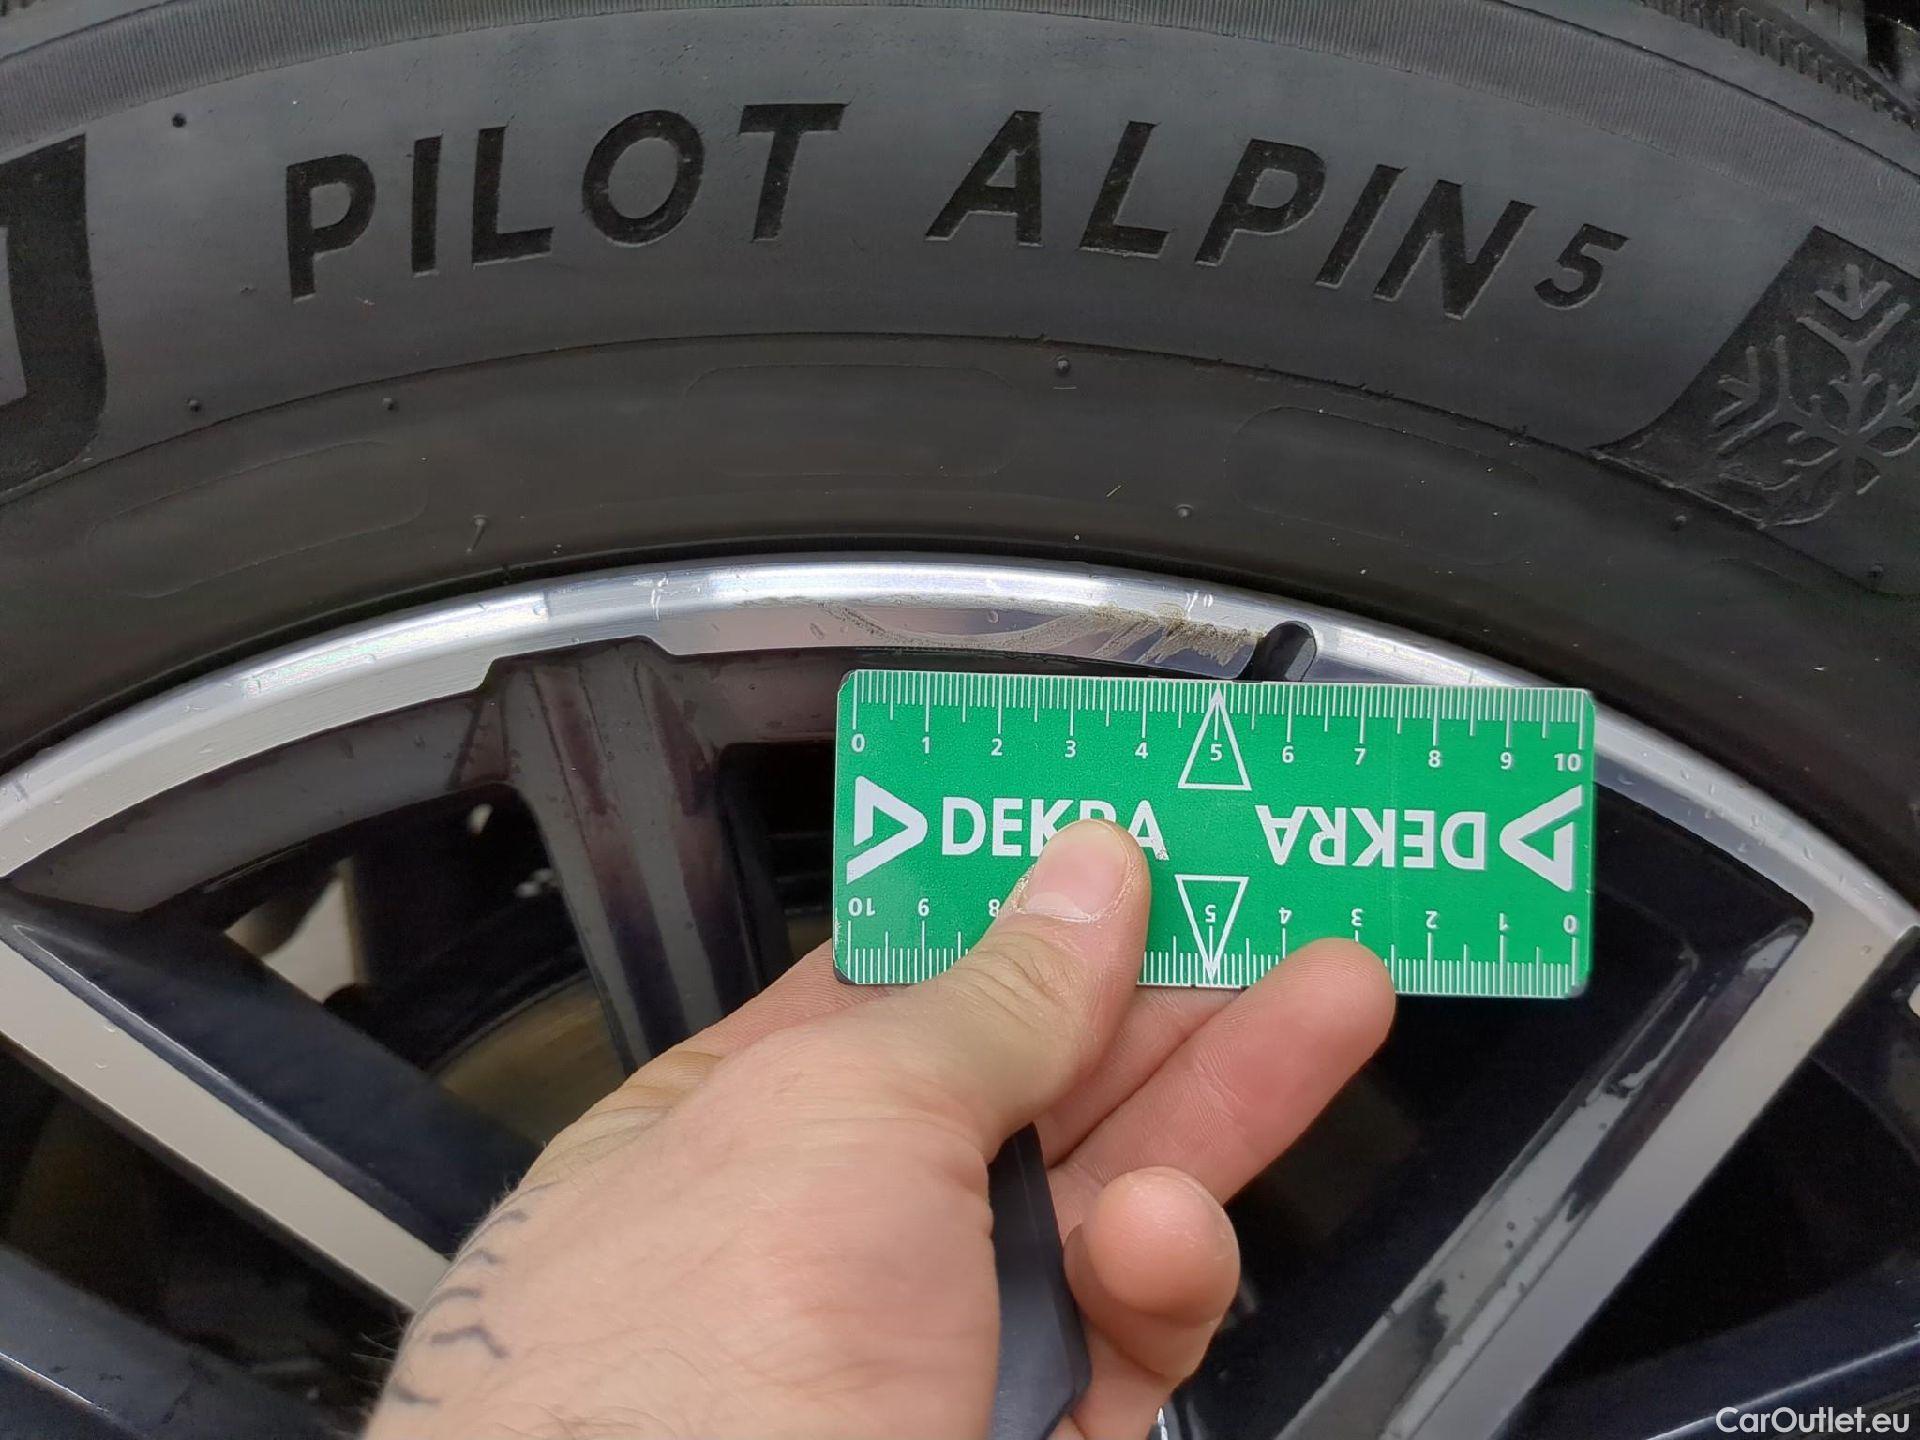 PILOT ALPIN 5
0 1 2 3 4 5 6 7 8 9 10
DEKRA DEKRA
10 9 8 5 4 3 2 1 0
CarOutlet.eu